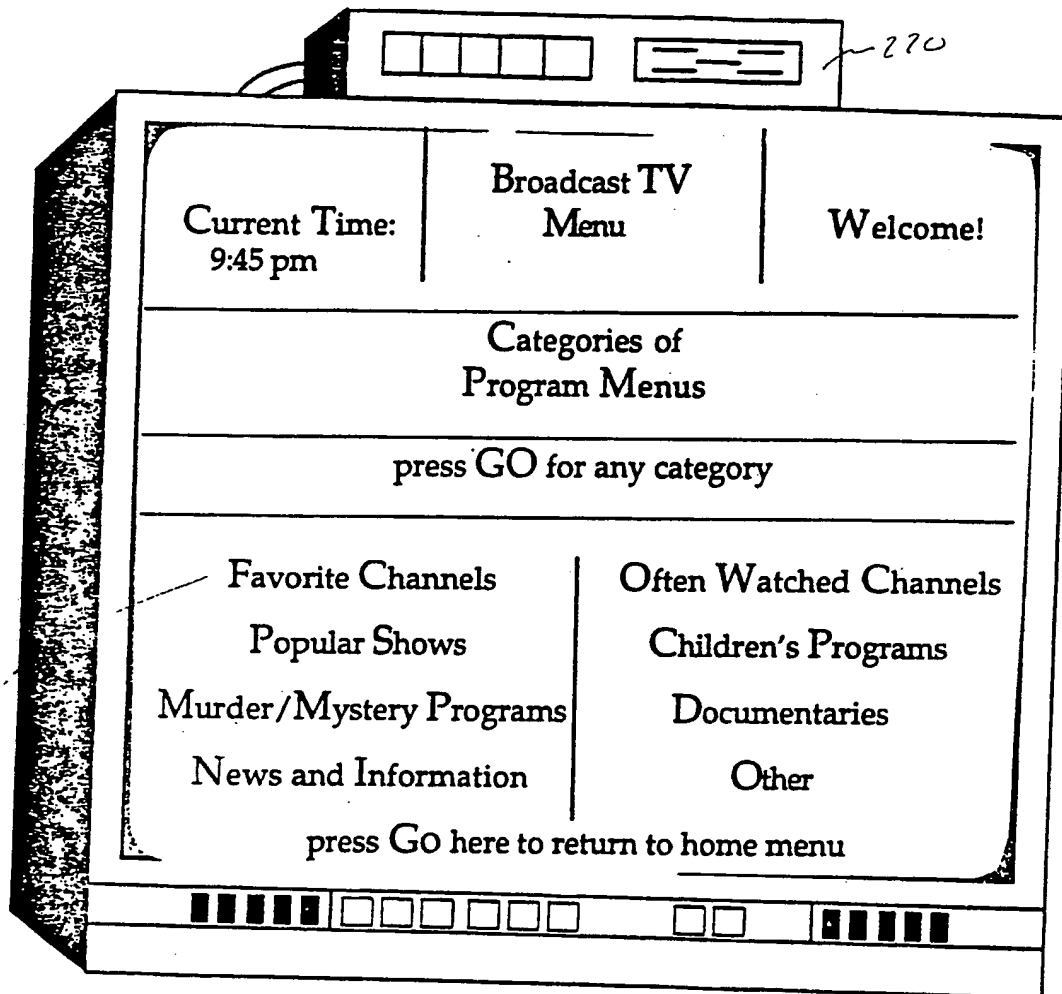 220
Current Time:
9:45 pm
Broadcast TV
Menu
Welcome!
Categories of
Program Menus
press GO for any category
Favorite Channels
Popular Shows
Murder/Mystery Programs
News and Information
Often Watched Channels
Children's Programs
Documentaries
Other
press Go here to return to home menu